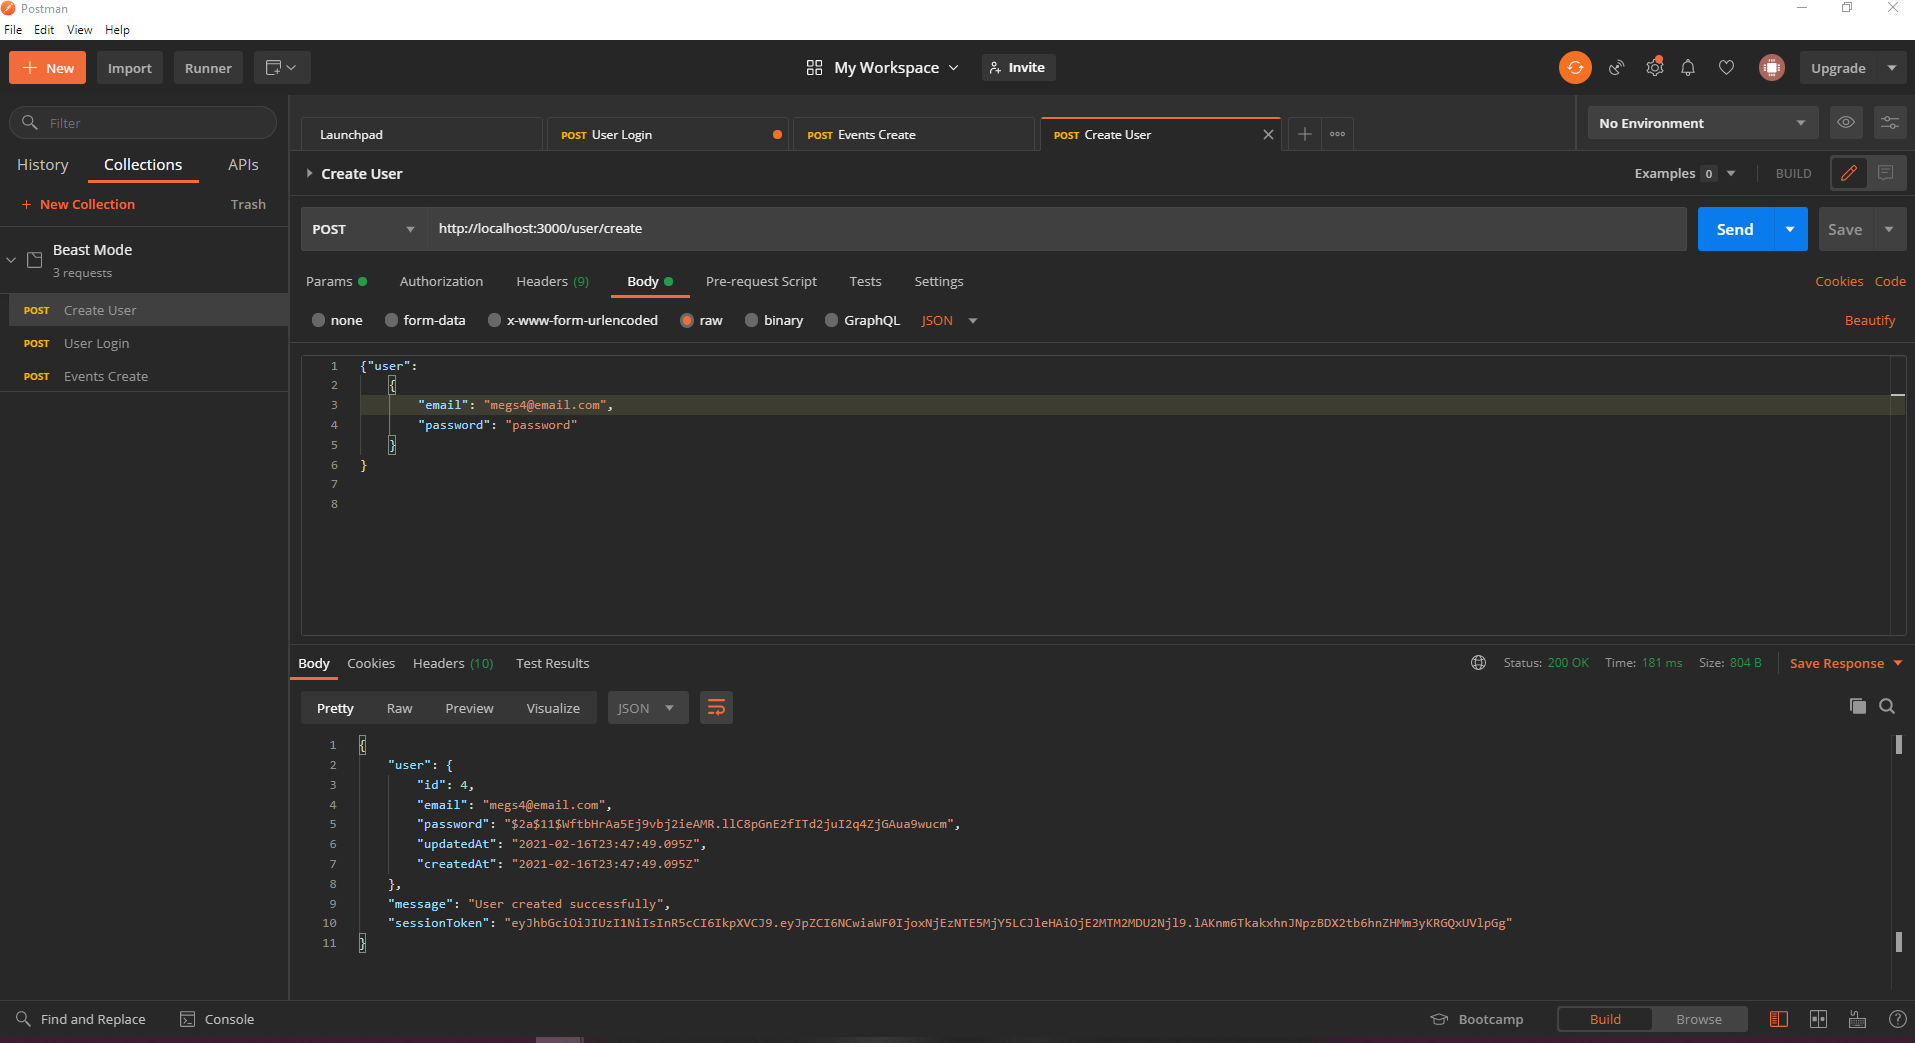 Postman
File Edit View Help
New Import Runner My Workspace Invite Upgrade
Filter
Launchpad POST User Login POST Events Create POST Create User No Environment
History Collections APIs
Create User Examples 0 BUILD
New Collection Trash
POST http://localhost:3000/user/create Send Save
Beast Mode
3 requests
Params Authorization Headers (9) Body Pre-request Script Tests Settings Cookies Code
POST Create User
none form-data x-www-form-urlencoded raw binary GraphQL JSON Beautify
POST User Login
POST Events Create
1 {"user":
2 {
3 "email": "megs4@email.com",
4 "password": "password"
5 }
6 }
7
8
Body Cookies Headers (10) Test Results Status: 200 OK Time: 181 ms Size: 804 B Save Response
Pretty Raw Preview Visualize JSON
1 {
2 "user": {
3 "id": 4,
4 "email": "megs4@email.com",
5 "password": "$2a$11$WftbHrAa5Ej9vbj2ieAMR.llC8pGnE2fITd2juI2q4ZjGAua9wucm",
6 "updatedAt": "2021-02-16T23:47:49.095Z",
7 "createdAt": "2021-02-16T23:47:49.095Z"
8 },
9 "message": "User created successfully",
10 "sessionToken": "eyJhbGciOiJIUzI1NiIsInR5cCI6IkpXVCJ9.eyJpZCI6NCwiaWF0IjoxNjEzNTE5MjY5LCJleHAiOjE2MTM2MDU2Njl9.lAKnm6TkakxhnJNpzBDX2tb6hnZHMm3yKRGQxUVlpGg"
11 }
Find and Replace Console Bootcamp Build Browse